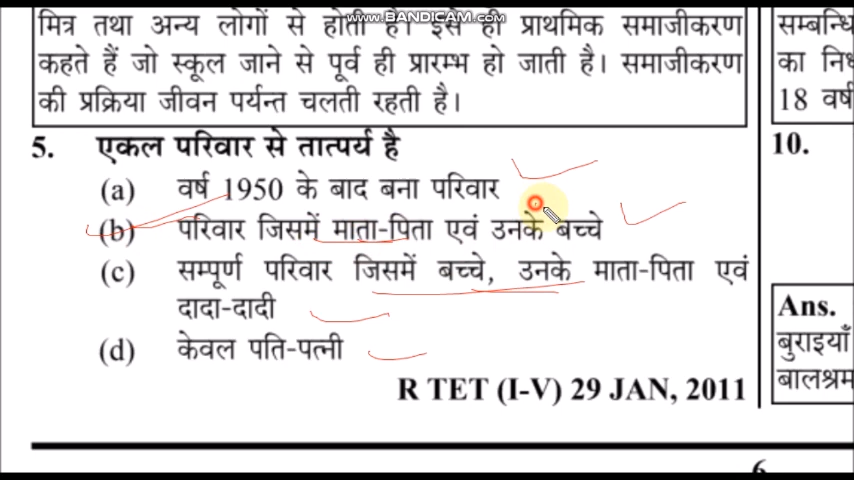 www.BANDICAM.com
मित्र तथा अन्य लोगों से होती है। इसे ही प्राथमिक समाजीकरण
कहते हैं जो स्कूल जाने से पूर्व ही प्रारम्भ हो जाती है। समाजीकरण
की प्रक्रिया जीवन पर्यन्त चलती रहती है।
5. एकल परिवार से तात्पर्य है
(a) वर्ष 1950 के बाद बना परिवार
(b) परिवार जिसमें माता-पिता एवं उनके बच्चे
(c) सम्पूर्ण परिवार जिसमें बच्चे, उनके माता-पिता एवं
दादा-दादी
(d) केवल पति-पत्नी
R TET (I-V) 29 JAN, 2011
सम्बन्धि
का निध
18 वर्ष
10.
Ans.
बुराइयाँ
बालश्रम